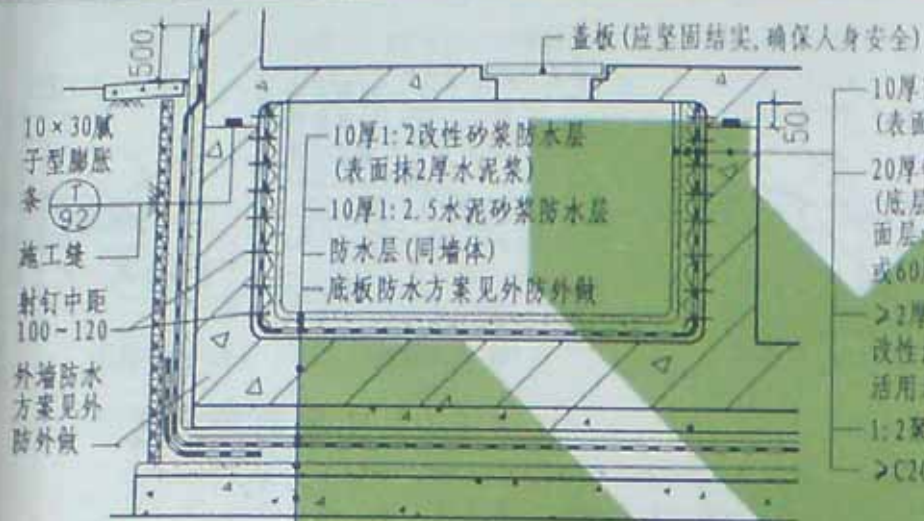 500
盖板(应坚固结实,确保人身安全)
10×30腻
子型膨胀
条
T
92
施工缝
射钉中距
100~120
外墙防水
方案见外
防外做
10厚1:2改性砂浆防水层
(表面抹2厚水泥浆)
10厚1:2.5水泥砂浆防水层
防水层(同墙体)
底板防水方案见外防外做
50
10厚
(表面
20厚
(底层
面层
或60
≥2厚
改性
活用
1:2聚
≥C20